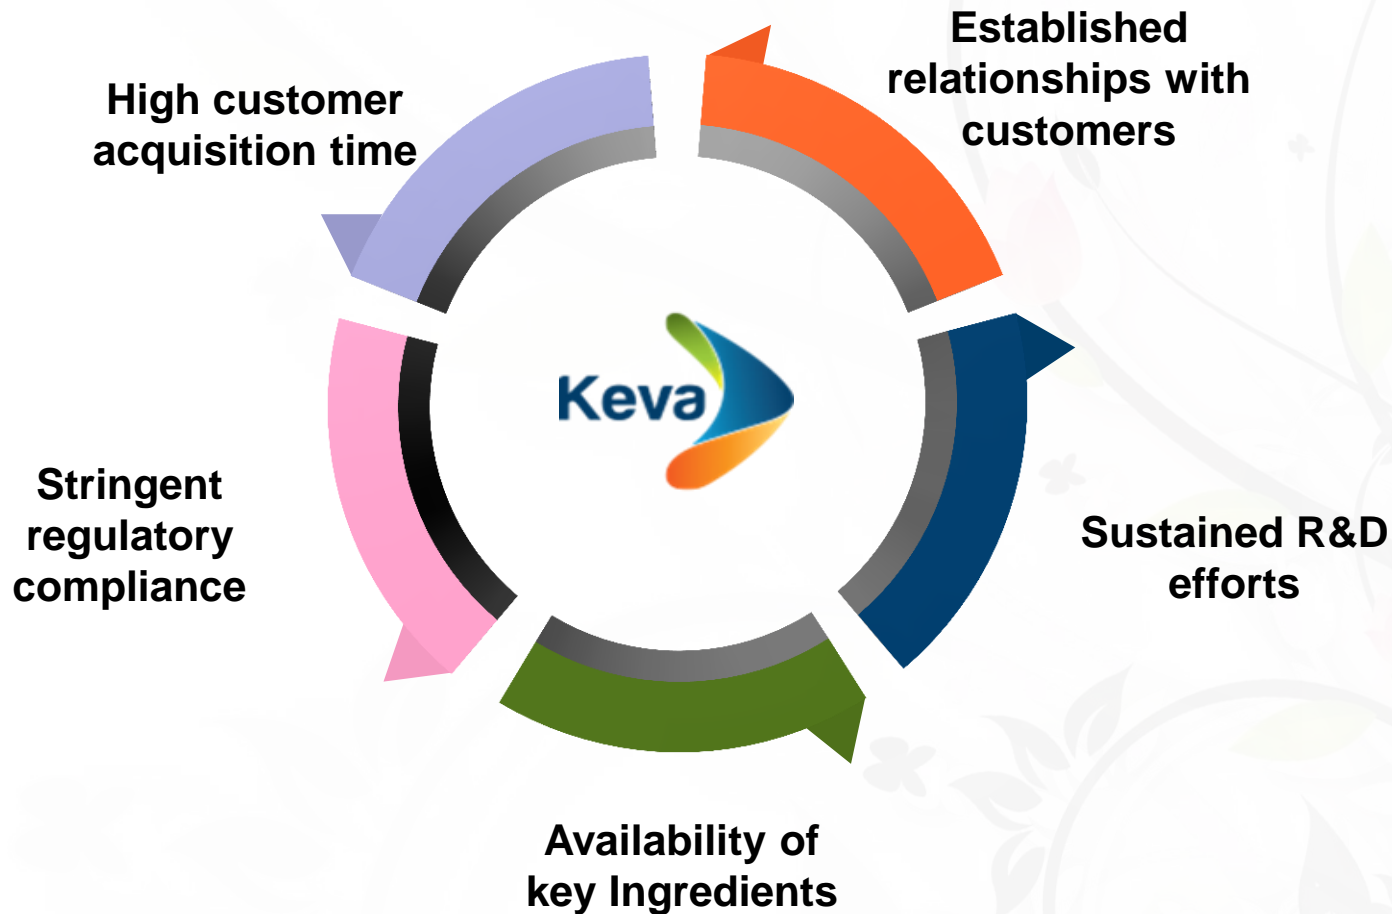 Established
relationships with
customers
High customer
acquisition time
Keva
Stringent
regulatory
compliance
Sustained R&D
efforts
Availability of
key Ingredients